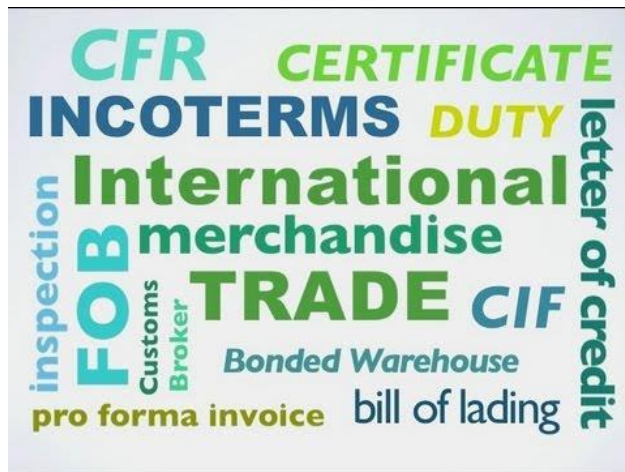 CFR
CERTIFICATE
INCOTERMS
DUTY
letter of credit
International
inspection
FOB
merchandise
Customs
Broker
TRADE
CIF
Bonded Warehouse
pro forma invoice
bill of lading